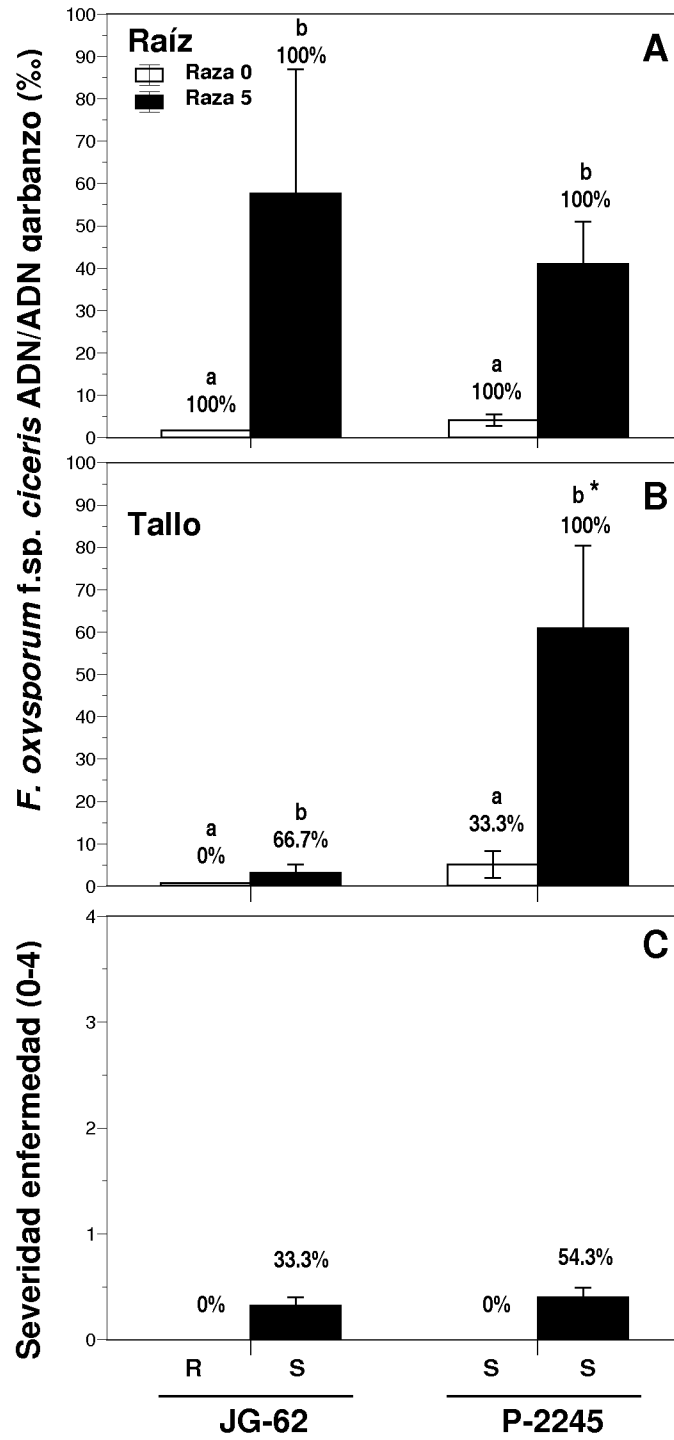 F. oxysporum f.sp. ciceris ADN/ADN garbanzo (‰)
100
90
80
70
60
50
40
30
20
10
0
Raíz
Raza 0
Raza 5
A
b
100%
b
100%
a
100%
a
100%
100
90
80
70
60
50
40
30
20
10
0
Tallo
B
b *
100%
a
0%
b
66.7%
a
33.3%
Severidad enfermedad (0-4)
4
3
2
1
0
C
0%
33.3%
0%
54.3%
R S S S
JG-62 P-2245